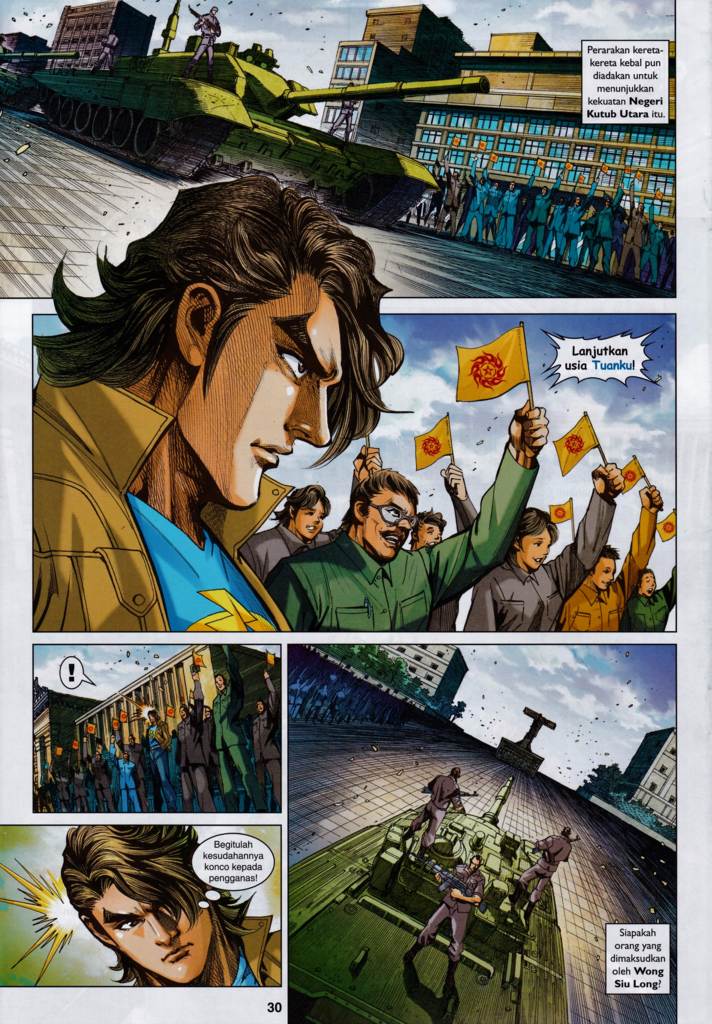 Perarakan kereta-
kereta kebal pun
diadakan untuk
menunjukkan
kekuatan Negeri
Kutub Utara itu.
Lanjutkan
usia Tuanku!
!
Begitulah
kesudahannya
konco kepada
pengganas!
Siapakah
orang yang
dimaksudkan
oleh Wong
Siu Long?
30